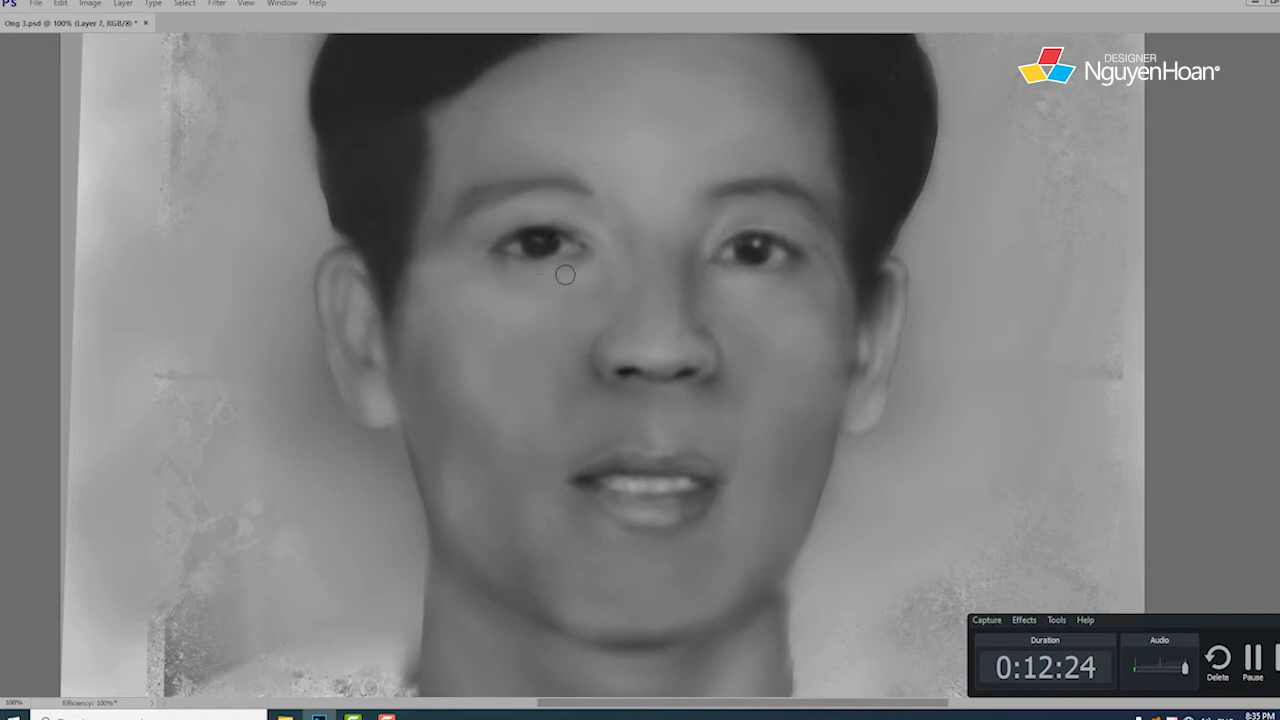 Ps File Edit Image Layer Type Select Filter View Window Help
Ong 3.psd @ 100% (Layer 7, RGB/8) * ×
DESIGNER
NguyenHoan®
Capture Effects Tools Help
Duration Audio
0:12:24
Delete Pause
100% Efficiency: 100%*
8:35 PM